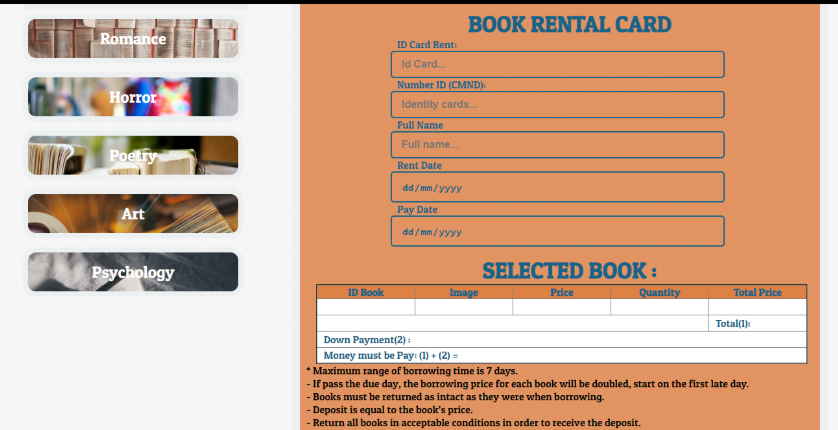 Romance
Horror
Poetry
Art
Psychology
BOOK RENTAL CARD
ID Card Rent:
Id Card...
Number ID (CMND):
Identity cards...
Full Name
Full name...
Rent Date
dd/mm/yyyy
Pay Date
dd/mm/yyyy
SELECTED BOOK :
ID Book Image Price Quantity Total Price
Total(1):
Down Payment(2) :
Money must be Pay: (1) + (2) =
* Maximum range of borrowing time is 7 days.
- If pass the due day, the borrowing price for each book will be doubled, start on the first late day.
- Books must be returned as intact as they were when borrowing.
- Deposit is equal to the book's price.
- Return all books in acceptable conditions in order to receive the deposit.